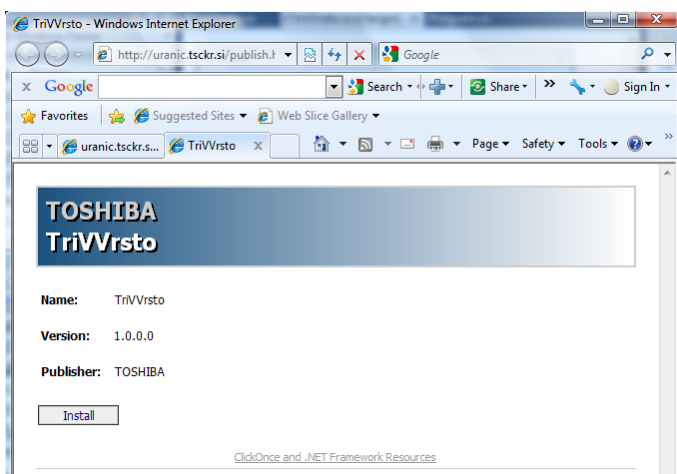 TriVVrsto - Windows Internet Explorer
http://uranic.tsckr.si/publish.h
Google
x Google
Search
Share
»
Sign In
Favorites
Suggested Sites
Web Slice Gallery
uranic.tsckr.s...
TriVVrsto x
Page
Safety
Tools
»
TOSHIBA
TriVVrsto
Name: TriVVrsto
Version: 1.0.0.0
Publisher: TOSHIBA
Install
ClickOnce and .NET Framework Resources